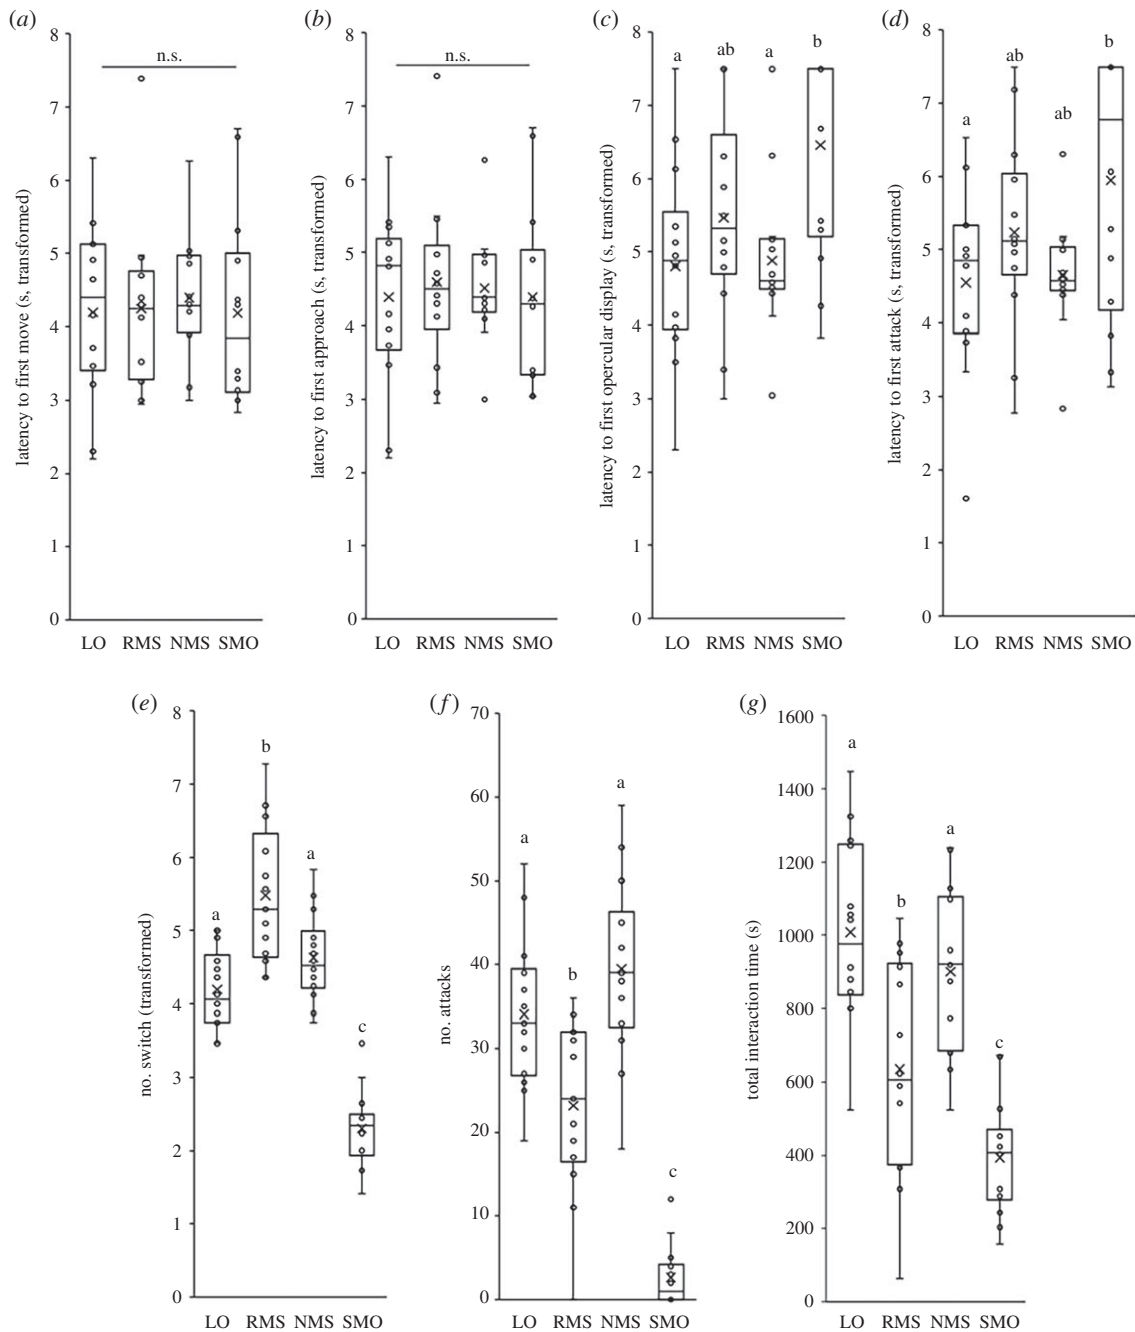 (a)
n.s.
latency to first move (s, transformed)
8
7
6
5
4
3
2
1
0
LO RMS NMS SMO
(b)
n.s.
latency to first approach (s, transformed)
8
7
6
5
4
3
2
1
0
LO RMS NMS SMO
(c)
a ab a b
latency to first opercular display (s, transformed)
8
7
6
5
4
3
2
1
0
LO RMS NMS SMO
(d)
a ab ab b
latency to first attack (s, transformed)
8
7
6
5
4
3
2
1
0
LO RMS NMS SMO
(e)
a b a c
no. switch (transformed)
8
7
6
5
4
3
2
1
0
LO RMS NMS SMO
(f)
a b a c
no. attacks
70
60
50
40
30
20
10
0
LO RMS NMS SMO
(g)
a b a c
total interaction time (s)
1600
1400
1200
1000
800
600
400
200
0
LO RMS NMS SMO